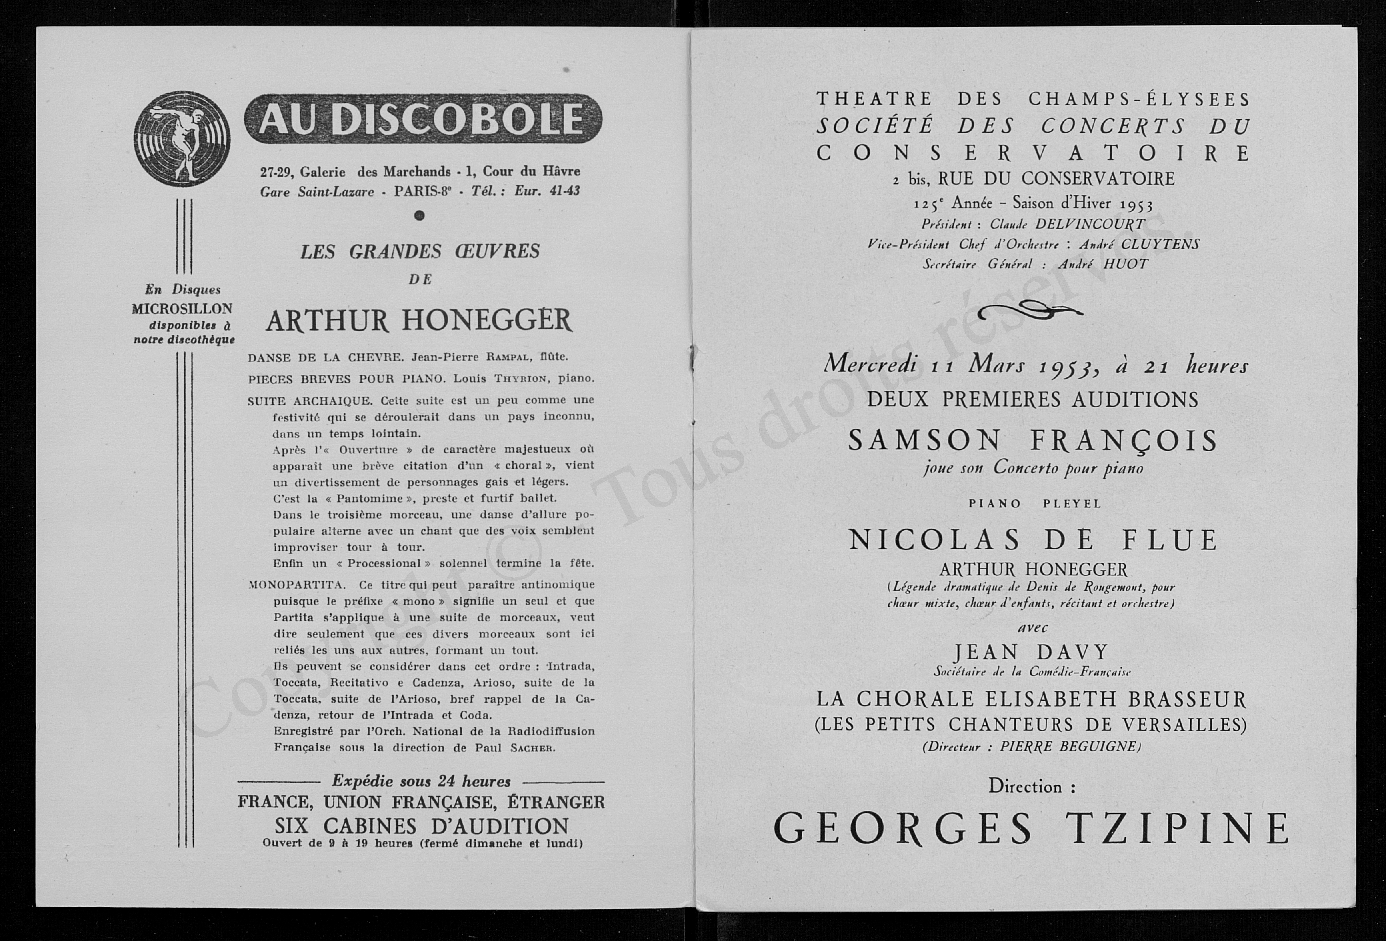 AU DISCOBOLE
27-29, Galerie des Marchands - 1, Cour du Hâvre
Gare Saint-Lazare - PARIS-8e - Tél. : Eur. 41-43
LES GRANDES ŒUVRES
DE
ARTHUR HONEGGER
En Disques
MICROSILLON
disponibles à
notre discothèque
DANSE DE LA CHEVRE. Jean-Pierre RAMPAL, flûte.
PIECES BREVES POUR PIANO. Louis THYRION, piano.
SUITE ARCHAIQUE. Cette suite est un peu comme une
festivité qui se déroulerait dans un pays inconnu,
dans un temps lointain.
Après l'« Ouverture » de caractère majestueux où
apparaît une brève citation d'un « choral », vient
un divertissement de personnages gais et légers.
C'est la « Pantomime », preste et furtif ballet.
Dans le troisième morceau, une danse d'allure po-
pulaire alterne avec un chant que des voix semblent
improviser tour à tour.
Enfin un « Processional » solennel termine la fête.
MONOPARTITA. Ce titre qui peut paraître antinomique
puisque le préfixe « mono » signifie un seul et que
Partita s'applique à une suite de morceaux, veut
dire seulement que ces divers morceaux sont ici
reliés les uns aux autres, formant un tout.
Ils peuvent se considérer dans cet ordre : Intrada,
Toccata, Recitativo e Cadenza, Arioso, suite de la
Toccata, suite de l'Arioso, bref rappel de la Ca-
denza, retour de l'Intrada et Coda.
Enregistré par l'Orch. National de la Radiodiffusion
Française sous la direction de Paul SACHER.
Expédie sous 24 heures
FRANCE, UNION FRANÇAISE, ÉTRANGER
SIX CABINES D'AUDITION
Ouvert de 9 à 19 heures (fermé dimanche et lundi)
THEATRE DES CHAMPS-ÉLYSEES
SOCIÉTÉ DES CONCERTS DU
CONSERVATOIRE
2 bis, RUE DU CONSERVATOIRE
125e Année - Saison d'Hiver 1953
Président : Claude DELVINCOURT
Vice-Président Chef d'Orchestre : André CLUYTENS
Secrétaire Général : André HUOT
Mercredi 11 Mars 1953, à 21 heures
DEUX PREMIERES AUDITIONS
SAMSON FRANÇOIS
joue son Concerto pour piano
PIANO PLEYEL
NICOLAS DE FLUE
ARTHUR HONEGGER
(Légende dramatique de Denis de Rougemont, pour
chœur mixte, chœur d'enfants, récitant et orchestre)
avec
JEAN DAVY
Sociétaire de la Comédie-Française
LA CHORALE ELISABETH BRASSEUR
(LES PETITS CHANTEURS DE VERSAILLES)
(Directeur : PIERRE BEGUIGNE)
Direction :
GEORGES TZIPINE
Copyright © - Tous droits réservés.